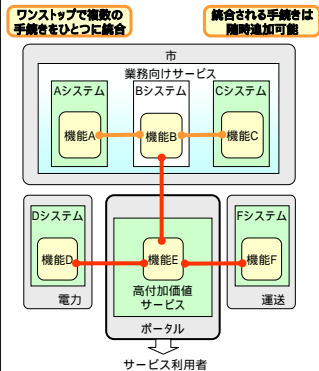 ワンストップで複数の
手続きをひとつに統合
統合される手続きは
随時追加可能
市
業務向けサービス
Aシステム
Bシステム
Cシステム
機能A
機能B
機能C
Dシステム
Fシステム
機能D
機能E
機能F
高付加価値
サービス
電力
運送
ポータル
サービス利用者